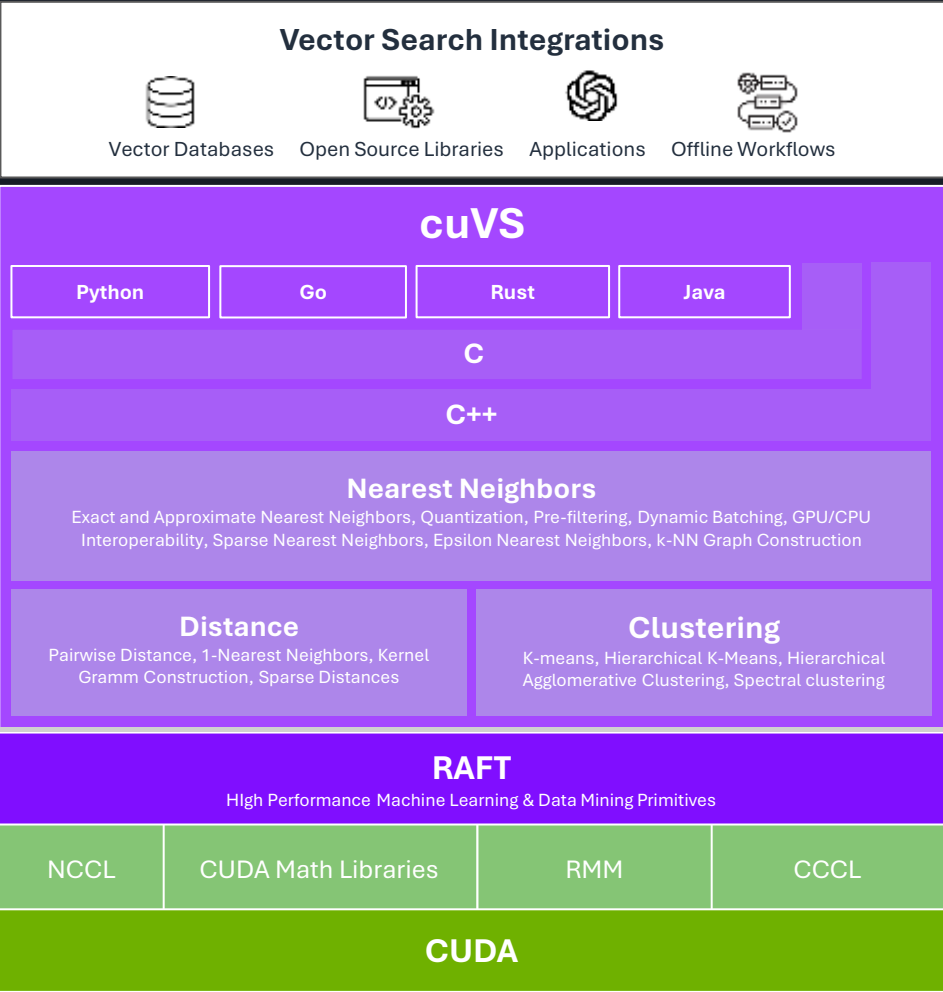 Vector Search Integrations
Vector Databases
Open Source Libraries
Applications
Offline Workflows
cuVS
Python
Go
Rust
Java
C
C++
Nearest Neighbors
Exact and Approximate Nearest Neighbors, Quantization, Pre-filtering, Dynamic Batching, GPU/CPU
Interoperability, Sparse Nearest Neighbors, Epsilon Nearest Neighbors, k-NN Graph Construction
Distance
Pairwise Distance, 1-Nearest Neighbors, Kernel
Gramm Construction, Sparse Distances
Clustering
K-means, Hierarchical K-Means, Hierarchical
Agglomerative Clustering, Spectral clustering
RAFT
HIgh Performance Machine Learning & Data Mining Primitives
NCCL
CUDA Math Libraries
RMM
CCCL
CUDA